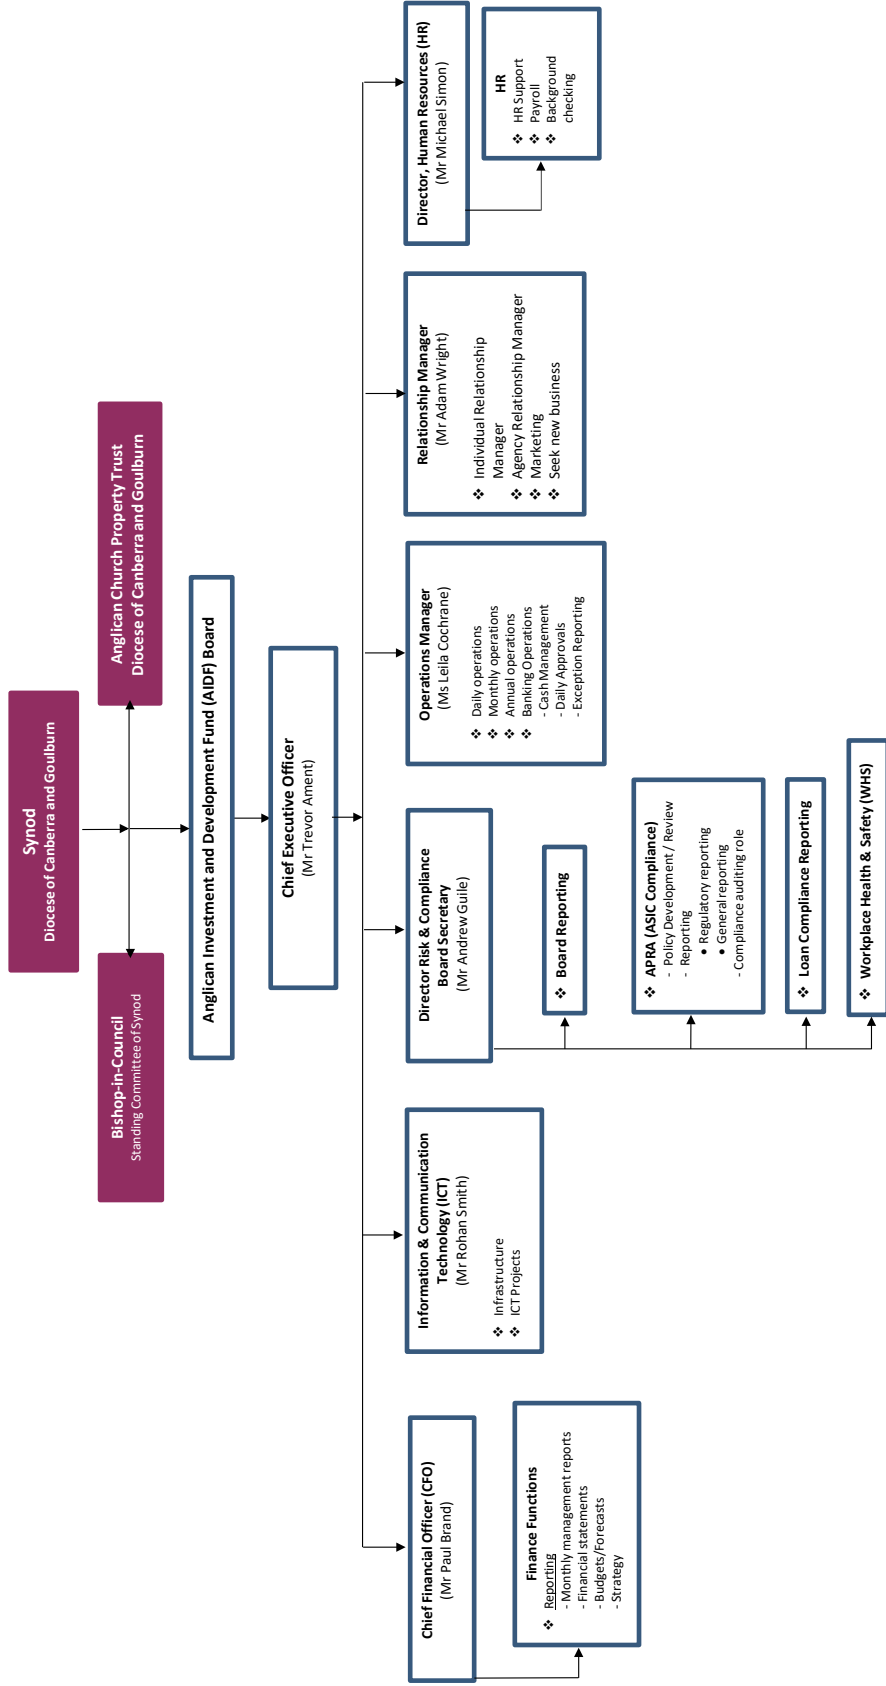 Synod
Diocese of Canberra and Goulburn
Bishop-in-Council
Standing Committee of Synod
Anglican Church Property Trust
Diocese of Canberra and Goulburn
Anglican Investment and Development Fund (AIDF) Board
Chief Executive Officer
(Mr Trevor Ament)
Chief Financial Officer (CFO)
(Mr Paul Brand)
Finance Functions
❖ Reporting
- Monthly management reports
- Financial statements
- Budgets/Forecasts
- Strategy
Information & Communication
Technology (ICT)
(Mr Rohan Smith)
❖ Infrastructure
❖ ICT Projects
Director Risk & Compliance
Board Secretary
(Mr Andrew Guile)
❖ Board Reporting
❖ APRA (ASIC Compliance)
- Policy Development / Review
- Reporting
● Regulatory reporting
● General reporting
- Compliance auditing role
❖ Loan Compliance Reporting
❖ Workplace Health & Safety (WHS)
Operations Manager
(Ms Leila Cochrane)
❖ Daily operations
❖ Monthly operations
❖ Annual operations
❖ Banking Operations
- Cash Management
- Daily Approvals
- Exception Reporting
Relationship Manager
(Mr Adam Wright)
❖ Individual Relationship
Manager
❖ Agency Relationship Manager
❖ Marketing
❖ Seek new business
Director, Human Resources (HR)
(Mr Michael Simon)
HR
❖ HR Support
❖ Payroll
❖ Background
checking